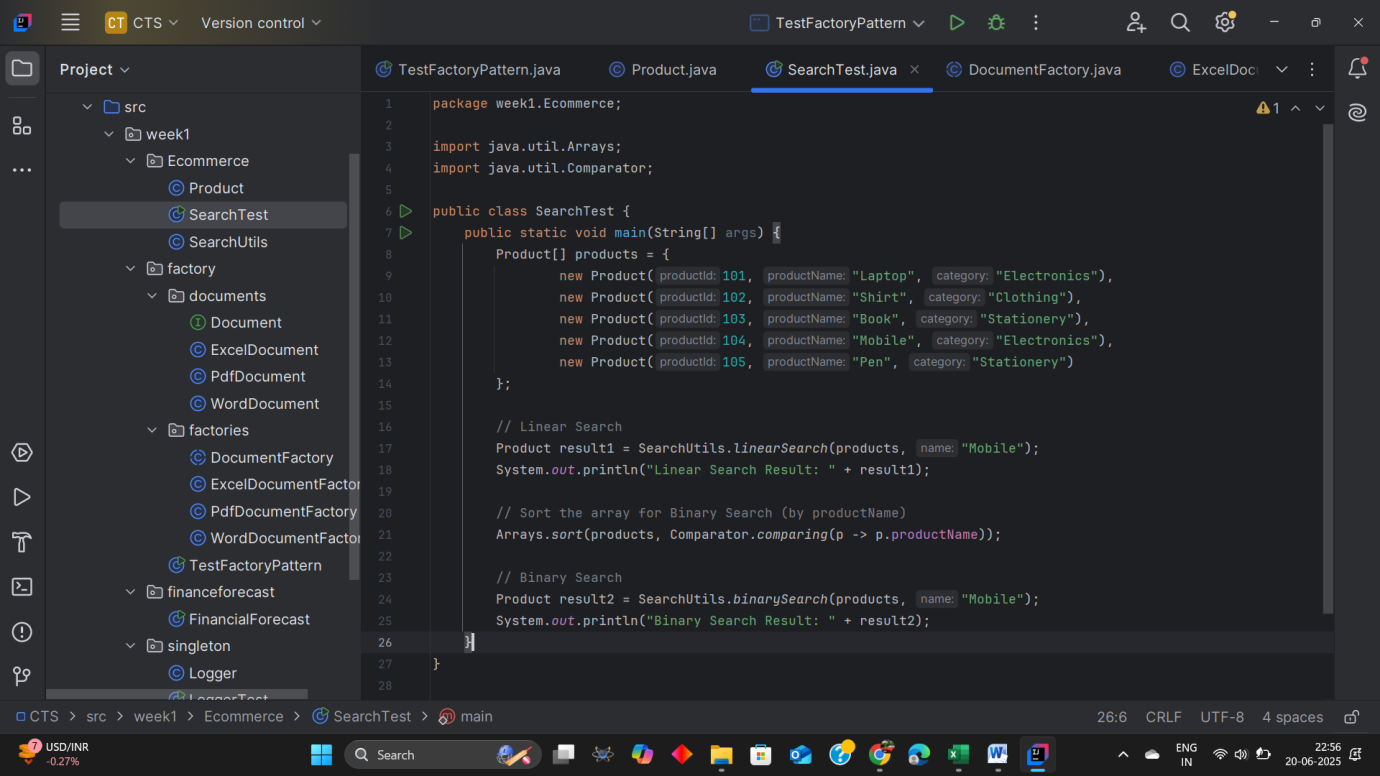 CT CTS Version control TestFactoryPattern
Project
src
week1
Ecommerce
Product
SearchTest
SearchUtils
factory
documents
Document
ExcelDocument
PdfDocument
WordDocument
factories
DocumentFactory
ExcelDocumentFactor
PdfDocumentFactory
WordDocumentFactor
TestFactoryPattern
financeforecast
FinancialForecast
singleton
Logger
LoggerTest
TestFactoryPattern.java Product.java SearchTest.java DocumentFactory.java ExcelDocu
1
1 package week1.Ecommerce;
2
3 import java.util.Arrays;
4 import java.util.Comparator;
5
6 public class SearchTest {
7 public static void main(String[] args) {
8 Product[] products = {
9 new Product( productId: 101, productName: "Laptop", category: "Electronics"),
10 new Product( productId: 102, productName: "Shirt", category: "Clothing"),
11 new Product( productId: 103, productName: "Book", category: "Stationery"),
12 new Product( productId: 104, productName: "Mobile", category: "Electronics"),
13 new Product( productId: 105, productName: "Pen", category: "Stationery")
14 };
15
16 // Linear Search
17 Product result1 = SearchUtils.linearSearch(products, name: "Mobile");
18 System.out.println("Linear Search Result: " + result1);
19
20 // Sort the array for Binary Search (by productName)
21 Arrays.sort(products, Comparator.comparing(p -> p.productName));
22
23 // Binary Search
24 Product result2 = SearchUtils.binarySearch(products, name: "Mobile");
25 System.out.println("Binary Search Result: " + result2);
26 }
27 }
28
CTS > src > week1 > Ecommerce > SearchTest > main
26:6 CRLF UTF-8 4 spaces
7 USD/INR
-0.27%
Search
ENG
IN
22:56
20-06-2025